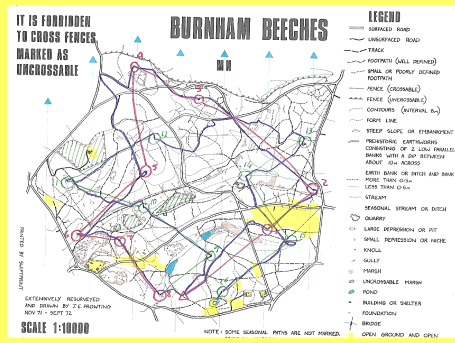 IT IS FORBIDDEN
TO CROSS FENCES
MARKED AS
UNCROSSABLE
BURNHAM BEECHES
LEGEND
SURFACED ROAD
UNSURFACED ROAD
TRACK
FOOTPATH (WELL DEFINED)
SMALL OR POORLY DEFINED
FOOTPATH
FENCE (CROSSABLE)
FENCE (UNCROSSABLE)
CONTOURS (INTERVAL 8m)
FORM LINE
STEEP SLOPE OR EMBANKMENT
PREHISTORIC EARTHWORKS
CONSISTING OF 2 LOW PARALLEL
BANKS WITH A DIP BETWEEN
ABOUT 10m ACROSS
EARTH BANK OR DITCH AND BANK
MORE THAN 0·5m
LESS THAN 0·5m
STREAM
SEASONAL STREAM OR DITCH
QUARRY
LARGE DEPRESSION OR PIT
SMALL DEPRESSION OR NICHE
KNOLL
GULLY
MARSH
UNCROSSABLE MARSH
POND
BUILDING OR SHELTER
FOUNDATION
BRIDGE
OPEN GROUND AND OPEN
PRINTED BY SWIFTPRINT
EXTENSIVELY RESURVEYED
AND DRAWN BY J.E. PROINTING
NOV 71 - SEPT 72
SCALE 1:10000
NOTE: SOME SEASONAL PATHS ARE NOT MARKED.